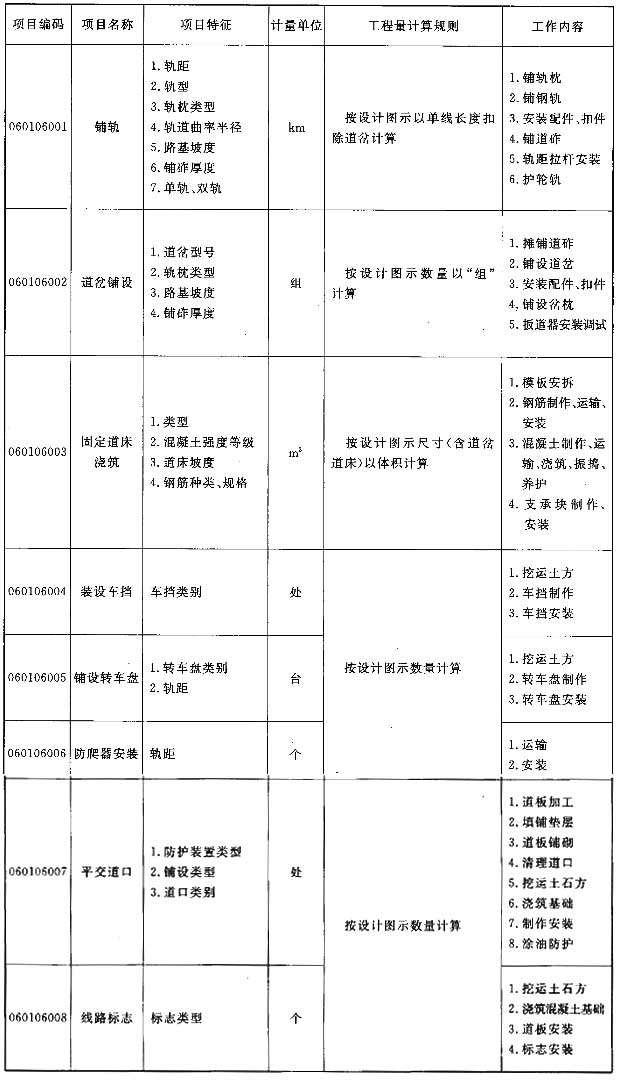 项目编码 项目名称 项目特征 计量单位 工程量计算规则 工作内容
060106001 铺轨 km
1.轨距
2.轨型
3.轨枕类型
4.轨道曲率半径
5.路基坡度
6.铺砟厚度
7.单轨、双轨
按设计图示以单线长度扣
除道岔计算
1.铺轨枕
2.铺钢轨
3.安装配件、扣件
4.铺道砟
5.轨距拉杆安装
6.护轮轨
060106002 道岔铺设 组
1.道岔型号
2.轨枕类型
3.路基坡度
4.铺砟厚度
按设计图示数量以“组”
计算
1.摊铺道砟
2.铺设道岔
3.安装配件、扣件
4.铺设岔枕
5.扳道器安装调试
060106003 固定道床
浇筑
m³
1.类型
2.混凝土强度等级
3.道床坡度
4.钢筋种类、规格
按设计图示尺寸(含道岔
道床)以体积计算
1.模板安拆
2.钢筋制作、运输、
安装
3.混凝土制作、运
输、浇筑、振捣、
养护
4.支承块制作、
安装
060106004 装设车挡 车挡类别 处
1.挖运土方
2.车挡制作
3.车挡安装
060106005 铺设转车盘 台
1.转车盘类别
2.轨距
按设计图示数量计算
1.挖运土方
2.转车盘制作
3.转车盘安装
060106006 防爬器安装 轨距 个
1.运输
2.安装
060106007 平交道口 处
1.防护装置类型
2.铺设类型
3.道口类别
按设计图示数量计算
1.道板加工
2.填铺垫层
3.道板铺砌
4.清理道口
5.挖运土石方
6.浇筑基础
7.制作安装
8.涂油防护
060106008 线路标志 标志类型 个
1.挖运土石方
2.浇筑混凝土基础
3.道板安装
4.标志安装